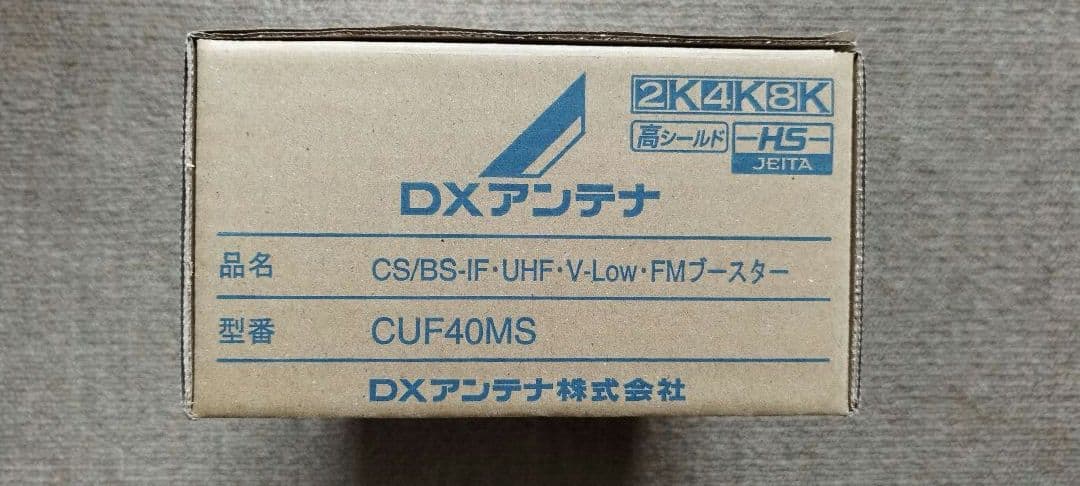 2K4K8K
高シールド
HS
JEITA
DXアンテナ
品名 CS/BS-IF・UHF・V-Low・FMブースター
型番 CUF40MS
DXアンテナ株式会社